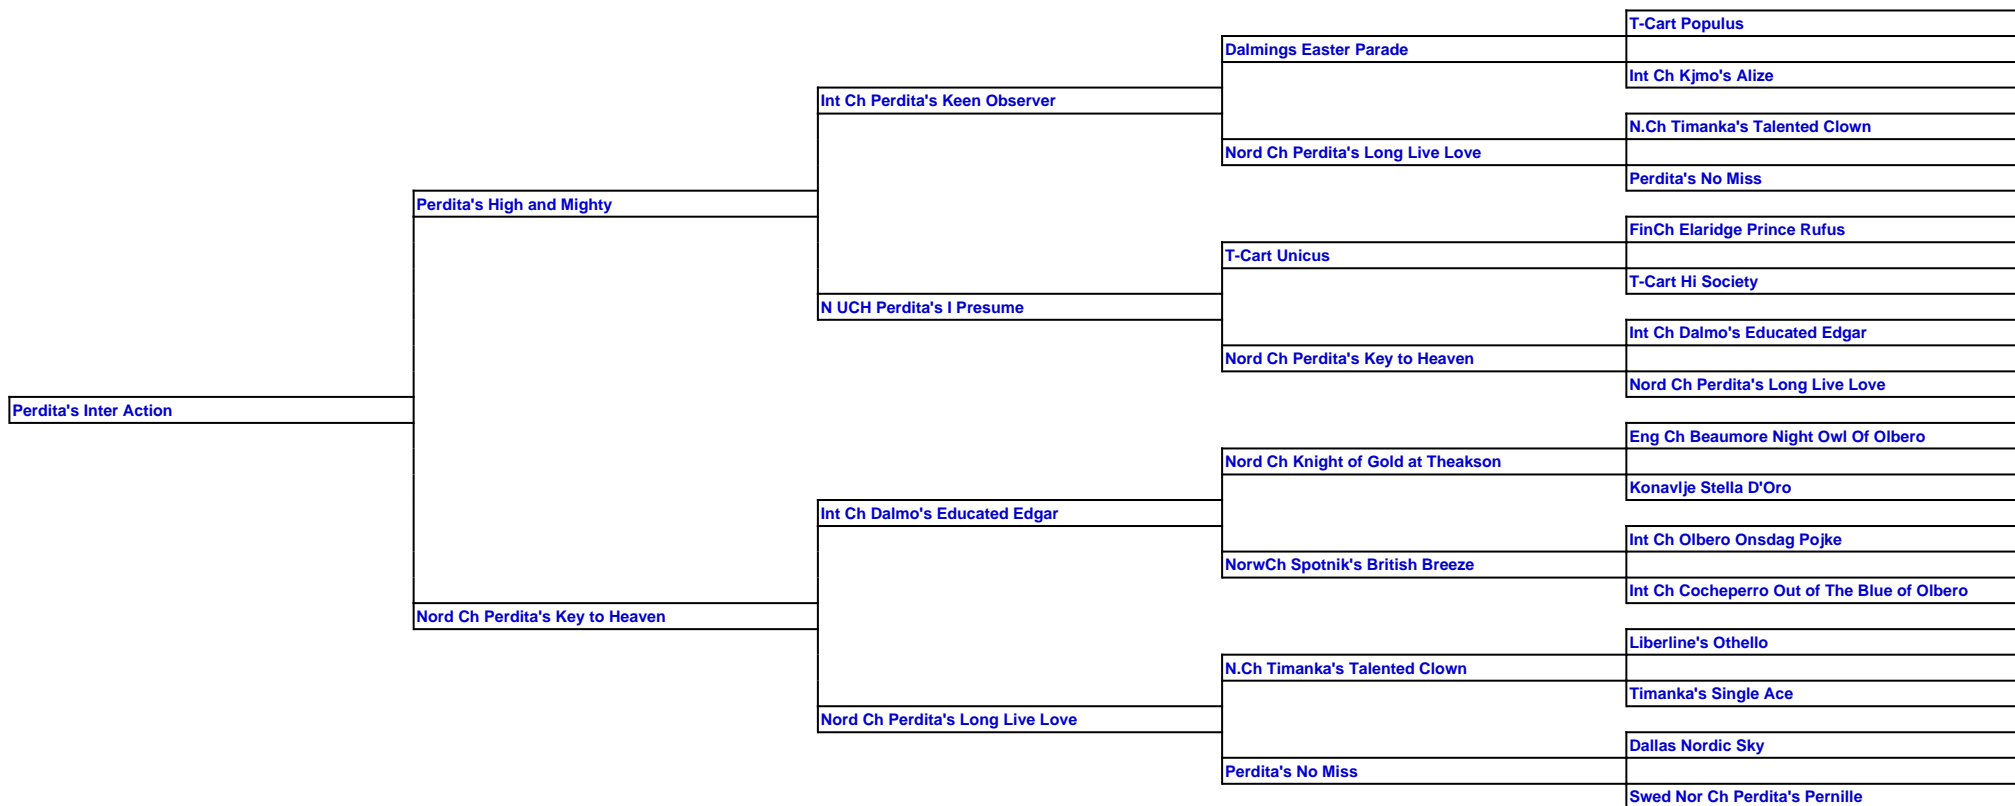 T-Cart Populus
Dalmings Easter Parade
Int Ch Kjmo's Alize
Int Ch Perdita's Keen Observer
N.Ch Timanka's Talented Clown
Nord Ch Perdita's Long Live Love
Perdita's No Miss
Perdita's High and Mighty
FinCh Elaridge Prince Rufus
T-Cart Unicus
T-Cart Hi Society
N UCH Perdita's I Presume
Int Ch Dalmo's Educated Edgar
Nord Ch Perdita's Key to Heaven
Nord Ch Perdita's Long Live Love
Perdita's Inter Action
Eng Ch Beaumore Night Owl Of Olbero
Nord Ch Knight of Gold at Theakson
Konavlje Stella D'Oro
Int Ch Dalmo's Educated Edgar
Int Ch Olbero Onsdag Pojke
NorwCh Spotnik's British Breeze
Int Ch Cocheperro Out of The Blue of Olbero
Nord Ch Perdita's Key to Heaven
Liberline's Othello
N.Ch Timanka's Talented Clown
Timanka's Single Ace
Nord Ch Perdita's Long Live Love
Dallas Nordic Sky
Perdita's No Miss
Swed Nor Ch Perdita's Pernille